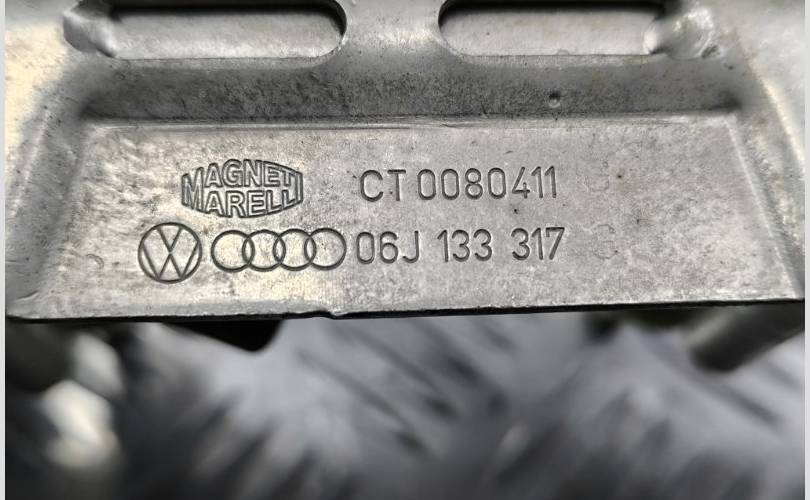 MAGNETI
MARELLI
CT 0080411
06J 133 317